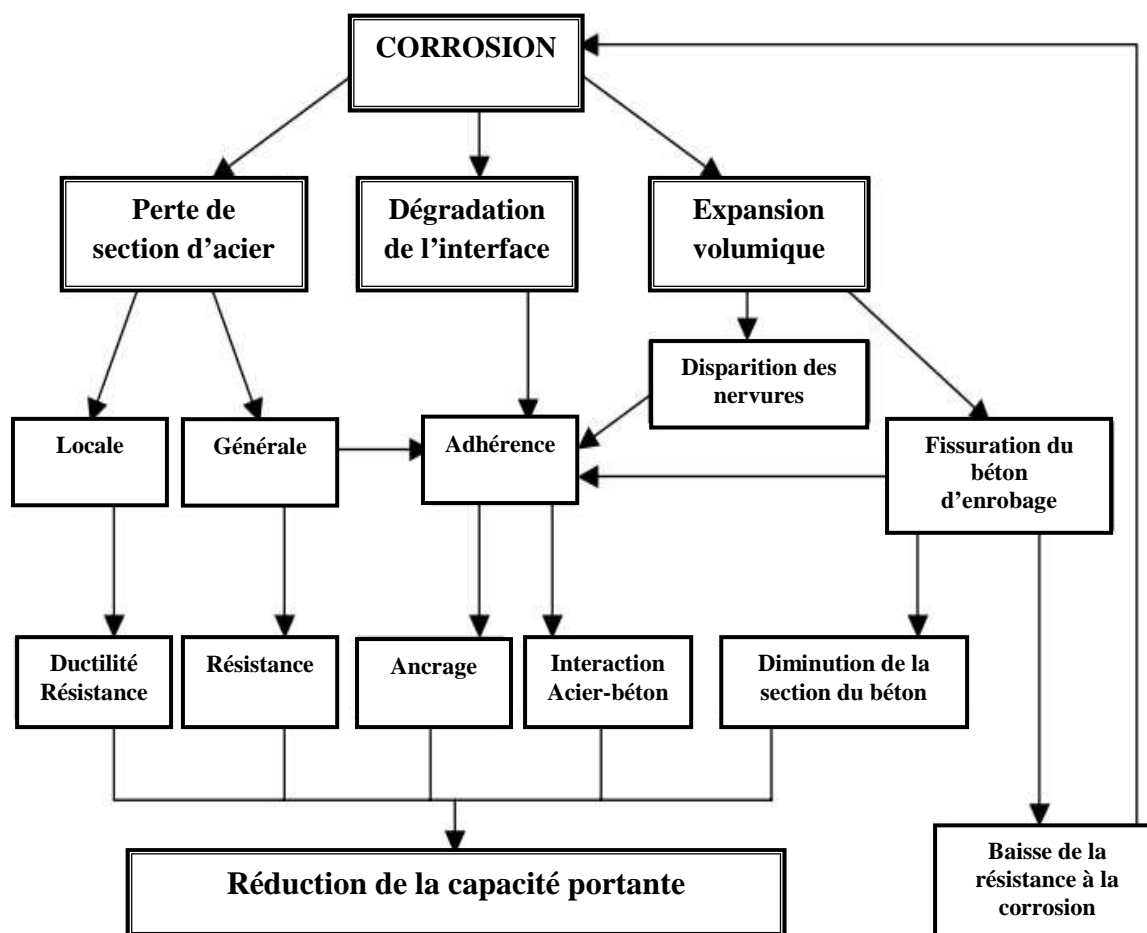 CORROSION
Perte de
section d’acier
Dégradation
de l’interface
Expansion
volumique
Disparition des
nervures
Locale
Générale
Adhérence
Fissuration du
béton
d’enrobage
Ductilité
Résistance
Résistance
Ancrage
Interaction
Acier-béton
Diminution de la
section du béton
Réduction de la capacité portante
Baisse de la
résistance à la
corrosion